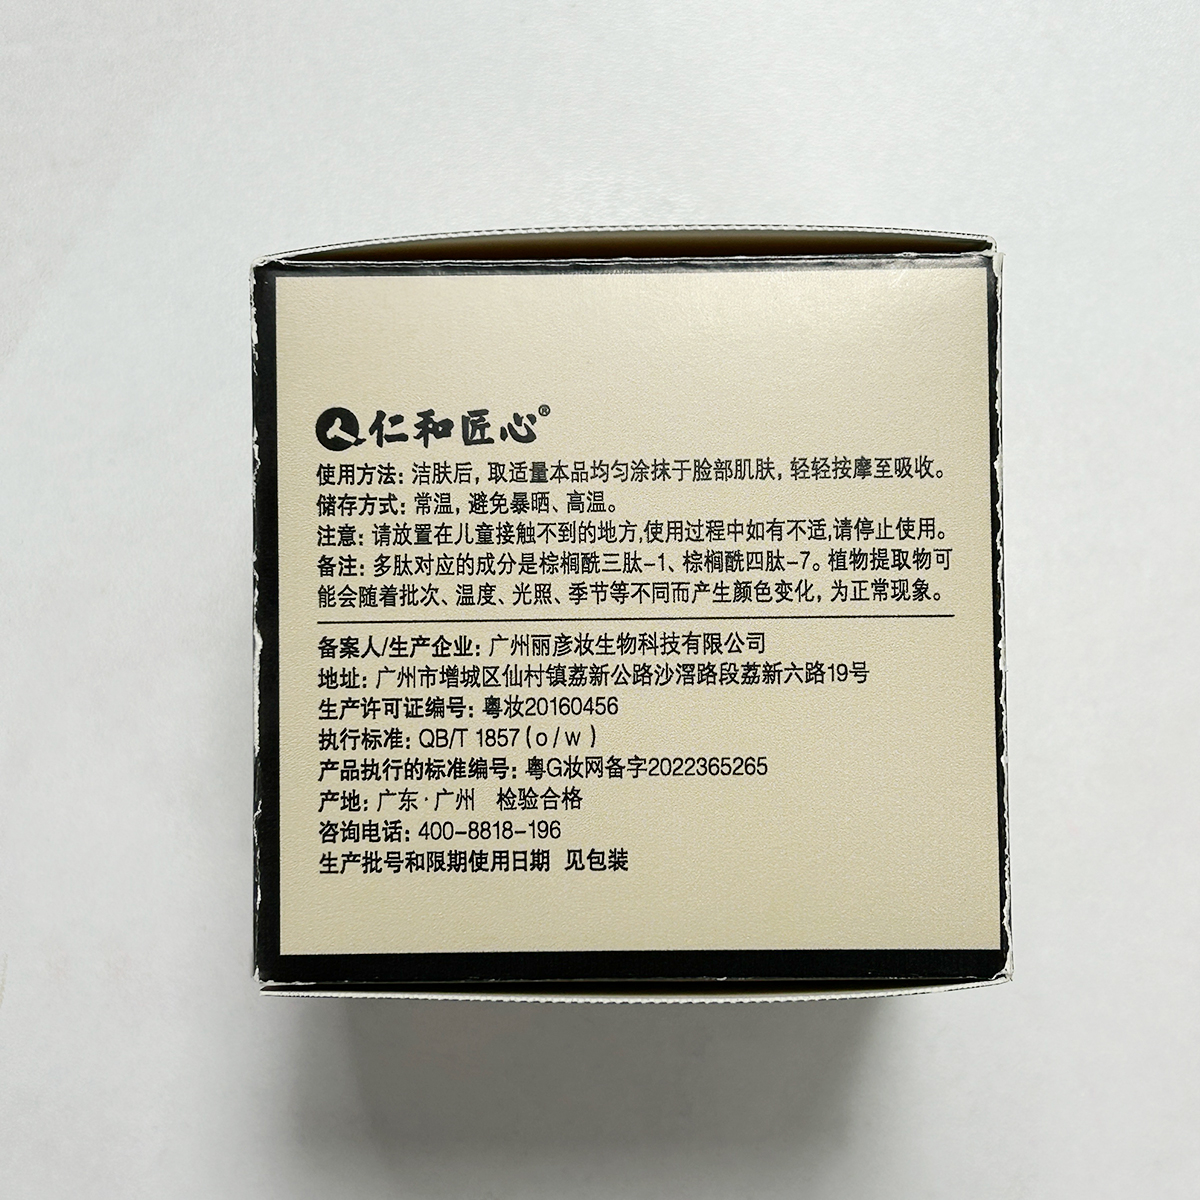 仁和匠心®
使用方法: 洁肤后, 取适量本品均匀涂抹于脸部肌肤, 轻轻按摩至吸收。
储存方式: 常温, 避免暴晒、高温。
注意: 请放置在儿童接触不到的地方,使用过程中如有不适,请停止使用。
备注: 多肽对应的成分是棕榈酰三肽-1、棕榈酰四肽-7。植物提取物可
能会随着批次、温度、光照、季节等不同而产生颜色变化, 为正常现象。
备案人/生产企业: 广州丽彦妆生物科技有限公司
地址: 广州市增城区仙村镇荔新公路沙滘路段荔新六路19号
生产许可证编号: 粤妆20160456
执行标准: QB/T 1857(o/w)
产品执行的标准编号: 粤G妆网备字2022365265
产地: 广东·广州 检验合格
咨询电话: 400-8818-196
生产批号和限期使用日期 见包装